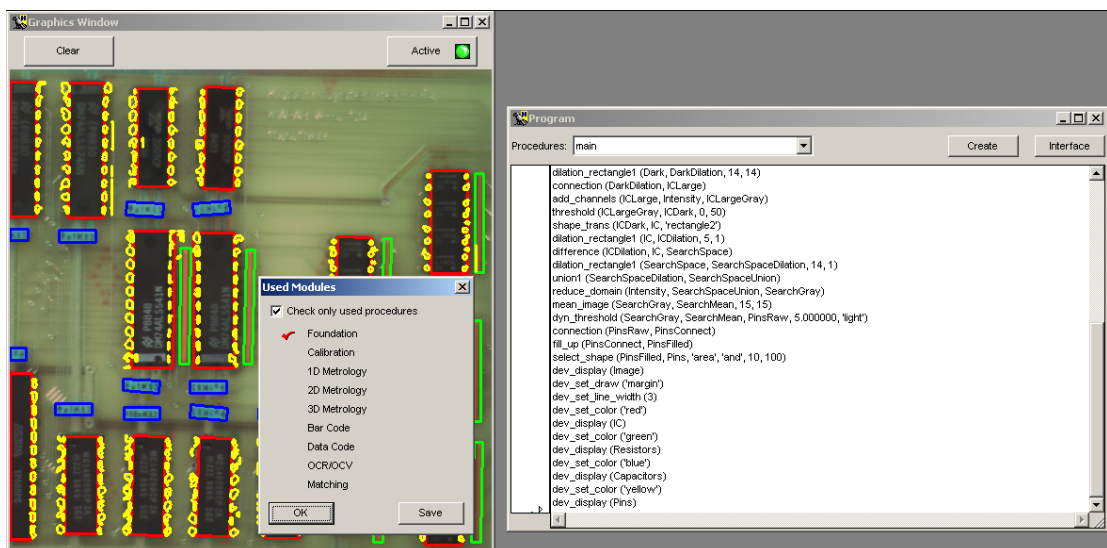 Graphics Window
Clear
Active
P0848
DM74ALS541N
Used Modules
Check only used procedures
Foundation
Calibration
1D Metrology
2D Metrology
3D Metrology
Bar Code
Data Code
OCR/OCV
Matching
OK
Save
Program
Procedures:
main
Create
Interface
dilation_rectangle1 (Dark, DarkDilation, 14, 14)
connection (DarkDilation, ICLarge)
add_channels (ICLarge, Intensity, ICLargeGray)
threshold (ICLargeGray, ICDark, 0, 50)
shape_trans (ICDark, IC, 'rectangle2')
dilation_rectangle1 (IC, ICDilation, 5, 1)
difference (ICDilation, IC, SearchSpace)
dilation_rectangle1 (SearchSpace, SearchSpaceDilation, 14, 1)
union1 (SearchSpaceDilation, SearchSpaceUnion)
reduce_domain (Intensity, SearchSpaceUnion, SearchGray)
mean_image (SearchGray, SearchMean, 15, 15)
dyn_threshold (SearchGray, SearchMean, PinsRaw, 5.000000, 'light')
connection (PinsRaw, PinsConnect)
fill_up (PinsConnect, PinsFilled)
select_shape (PinsFilled, Pins, 'area', 'and', 10, 100)
dev_display (Image)
dev_set_draw ('margin')
dev_set_line_width (3)
dev_set_color ('red')
dev_display (IC)
dev_set_color ('green')
dev_display (Resistors)
dev_set_color ('blue')
dev_display (Capacitors)
dev_set_color ('yellow')
dev_display (Pins)